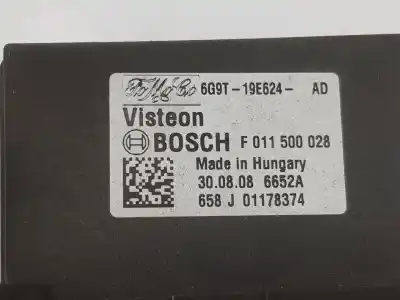 FoMoCo 6G9T-19E624- AD
Visteon
BOSCH F 011 500 028
Made in Hungary
30.08.08 6652A
658 J 01178374